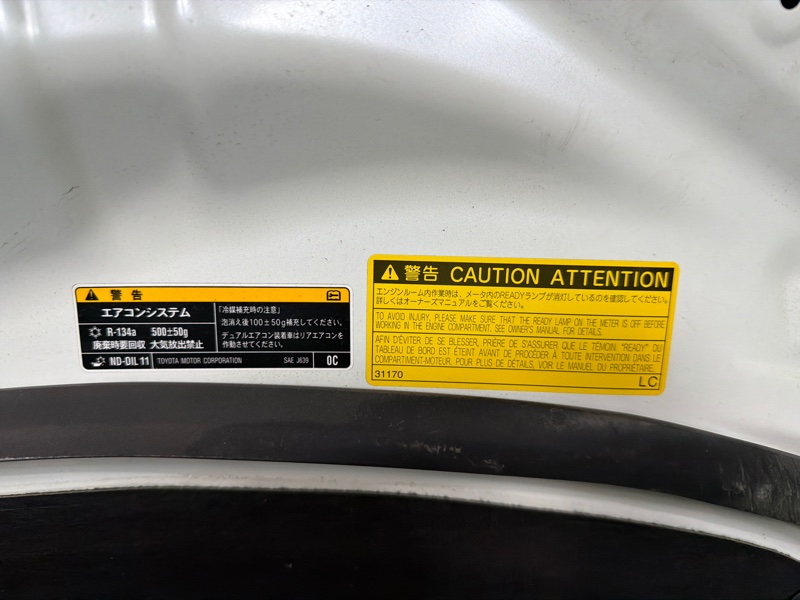 警告
エアコンシステム
R-134a 500±50g
廃棄時要回収 大気放出禁止
「冷媒補充時の注意」
泡消え後100±50g補充してください。
デュアルエアコン装着車はリアエアコンを
作動させてください。
ND-OIL 11 TOYOTA MOTOR CORPORATION SAE J639 0C
警告 CAUTION ATTENTION
エンジンルーム内作業時は、メータ内のREADYランプが消灯しているのを確認してください。
詳しくはオーナーズマニュアルをご覧ください。
TO AVOID INJURY, PLEASE MAKE SURE THAT THE READY LAMP ON THE METER IS OFF BEFORE
WORKING IN THE ENGINE COMPARTMENT. SEE OWNER'S MANUAL FOR DETAILS.
AFIN D'ÉVITER DE SE BLESSER, PRIÈRE DE S'ASSURER QUE LE TÉMOIN "READY" DU
TABLEAU DE BORD EST ÉTEINT AVANT DE PROCÉDER À TOUTE INTERVENTION DANS LE
COMPARTIMENT-MOTEUR. POUR PLUS DE DÉTAILS, VOIR LE MANUEL DU PROPRIÉTAIRE.
31170 LC